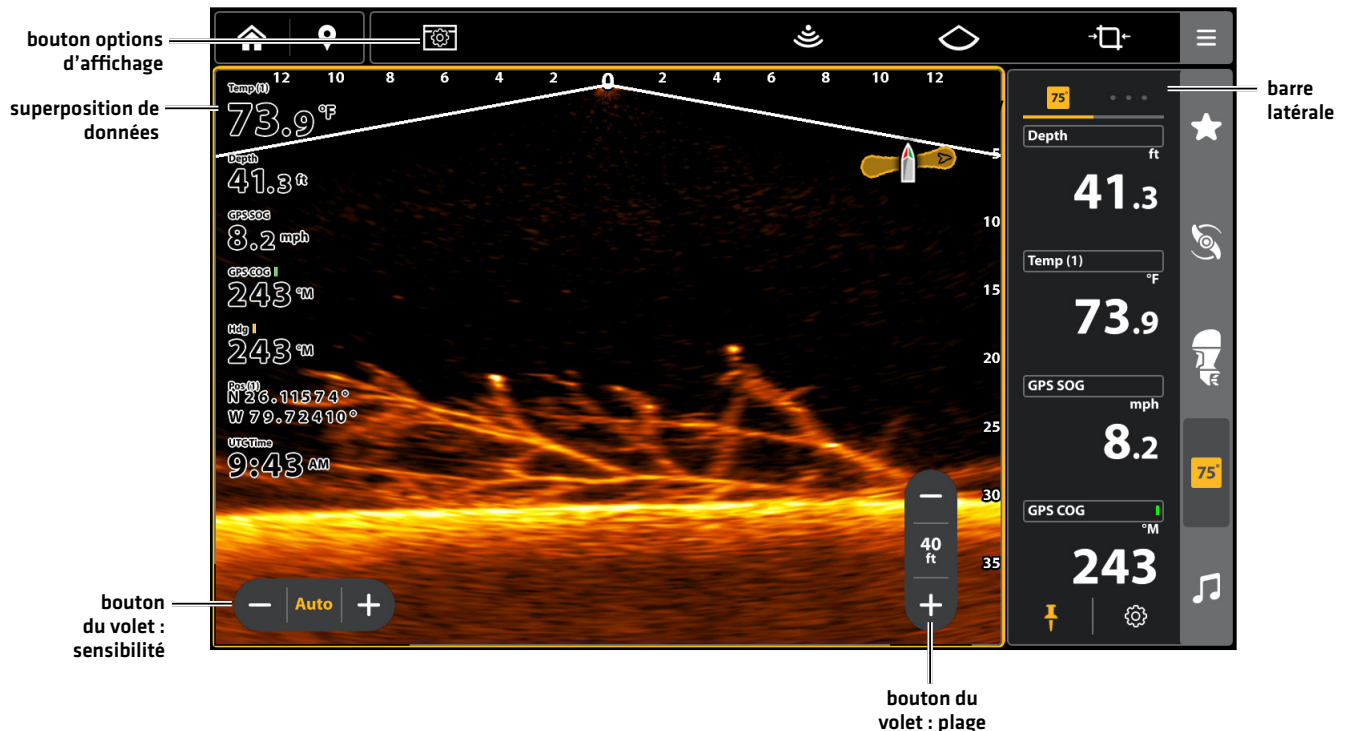 bouton options
d'affichage
superposition de
données
12 10 8 6 4 2 0 2 4 6 8 10 12
Temp (1)
73.9 °F
Depth
41.3 ft
GPS SOG
8.2 mph
GPS COG
243 °M
Hdg
243 °M
Pos (1)
N 26.11574°
W 79.72410°
UTC Time
9:43 AM
5
10
15
20
25
30
35
40
ft
Auto
75°
Depth
ft
41.3
Temp (1)
°F
73.9
GPS SOG
mph
8.2
GPS COG
°M
243
75°
barre
latérale
bouton
du volet :
sensibilité
bouton du
volet : plage